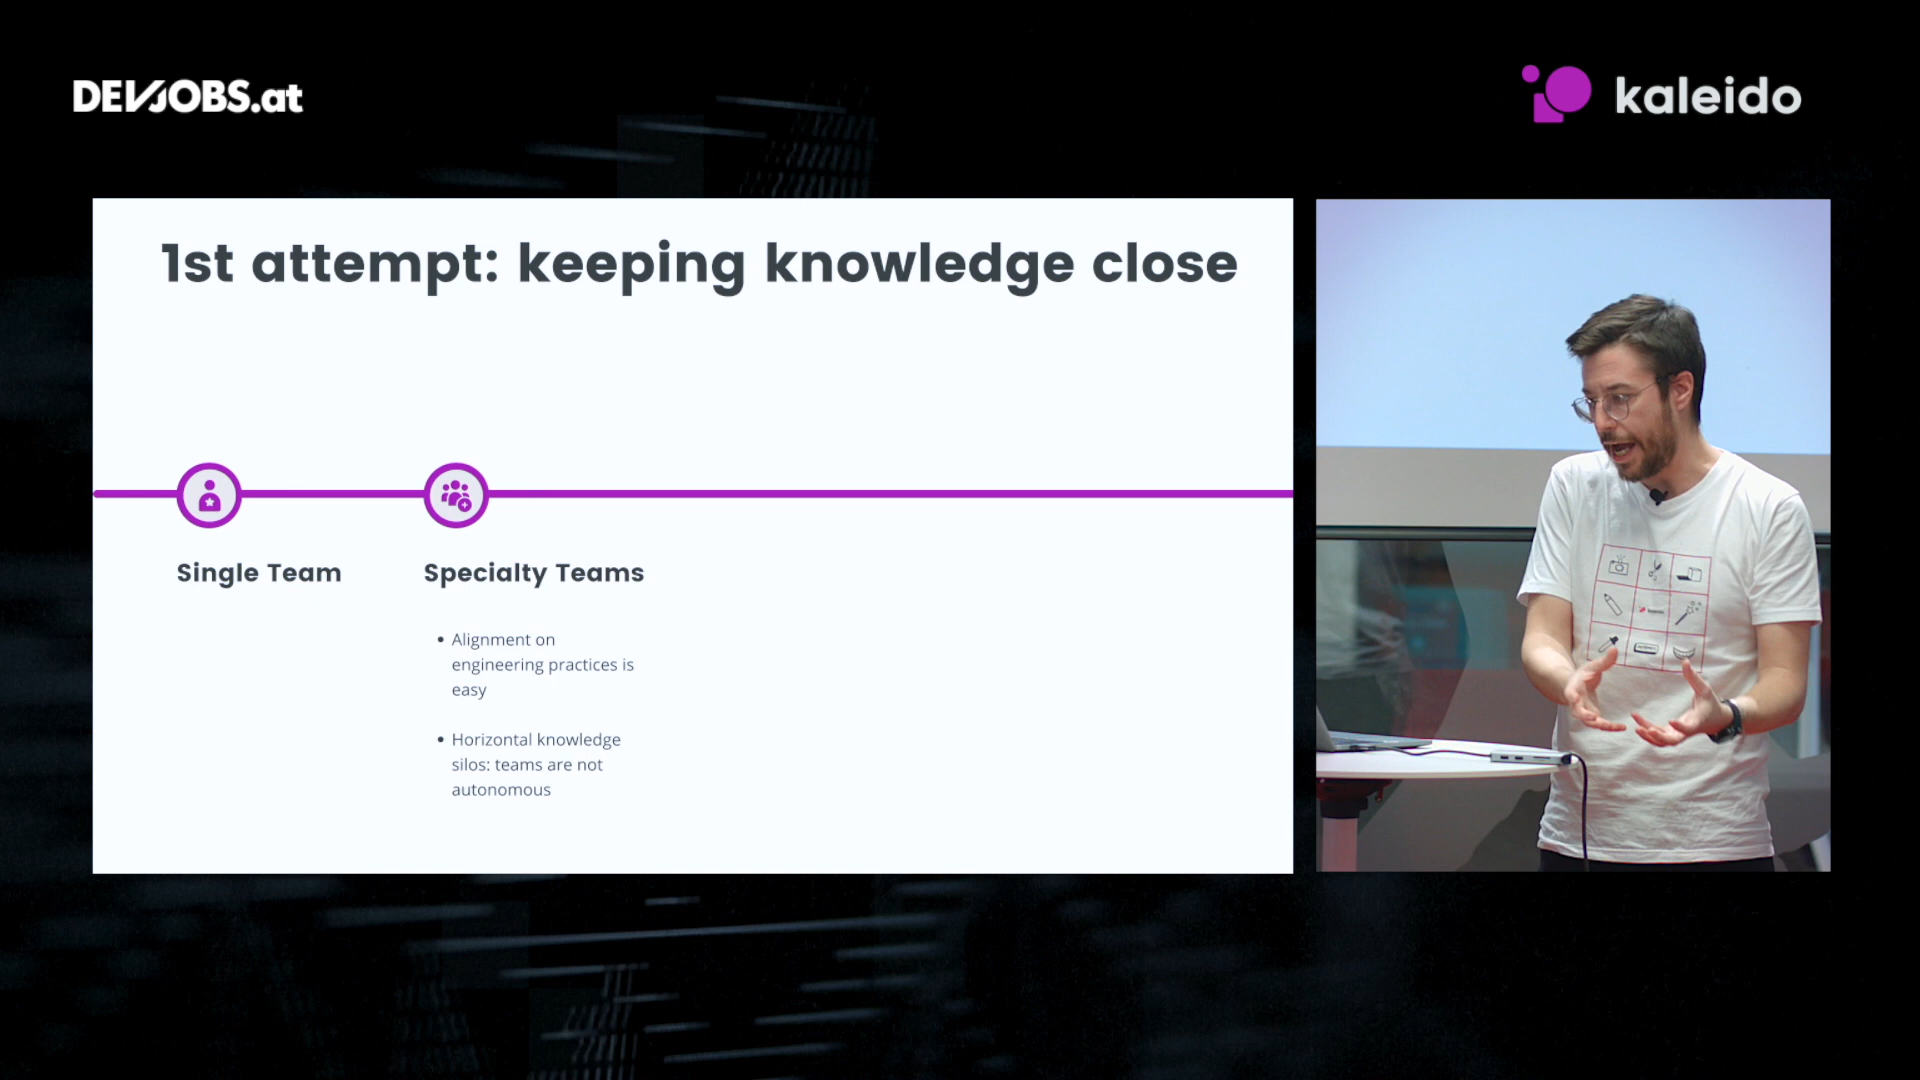 DEVJOBS.at
kaleido
1st attempt: keeping knowledge close
Single Team
Specialty Teams
• Alignment on
engineering practices is
easy
• Horizontal knowledge
silos: teams are not
autonomous